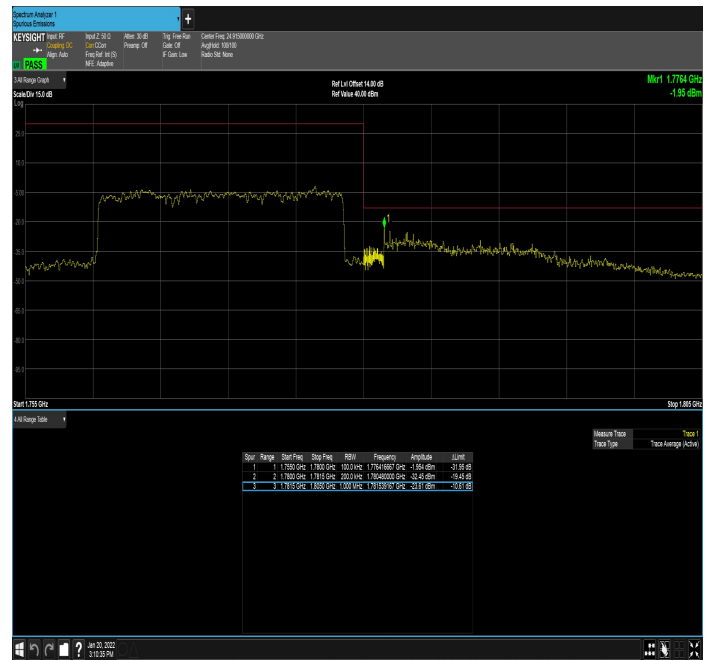 Spectrum Analyzer 1
Spurious Emissions
+
KEYSIGHT
Input: RF
Coupling: DC
Align: Auto
Input Z: 50 Ω
Corr CCorr
Freq Ref: Int (S)
NFE: Adaptive
Atten: 30 dB
Preamp: Off
Trig: Free Run
Gate: Off
IF Gain: Low
Center Freq: 24.915000000 GHz
Avg|Hold: 100/100
Radio Std: None
PASS
3 All Range Graph
Scale/Div 15.0 dB
Ref Lvl Offset 14.00 dB
Ref Value 40.00 dBm
Mkr1 1.7764 GHz
-1.95 dBm
Log
25.0
10.0
-5.00
-20.0
-35.0
-50.0
-65.0
-80.0
-95.0
1
Start 1.755 GHz
Stop 1.805 GHz
4 All Range Table
Measure Trace Trace 1
Trace Type Trace Average (Active)
Spur Range Start Freq Stop Freq RBW Frequency Amplitude ΔLimit
1 1 1.7550 GHz 1.7800 GHz 100.0 kHz 1.776416667 GHz -1.954 dBm -31.95 dB
2 2 1.7800 GHz 1.7815 GHz 200.0 kHz 1.780480000 GHz -32.45 dBm -19.45 dB
3 3 1.7815 GHz 1.8050 GHz 1.000 MHz 1.781539167 GHz -23.61 dBm -10.61 dB
?
Jan 20, 2022
3:10:35 PM